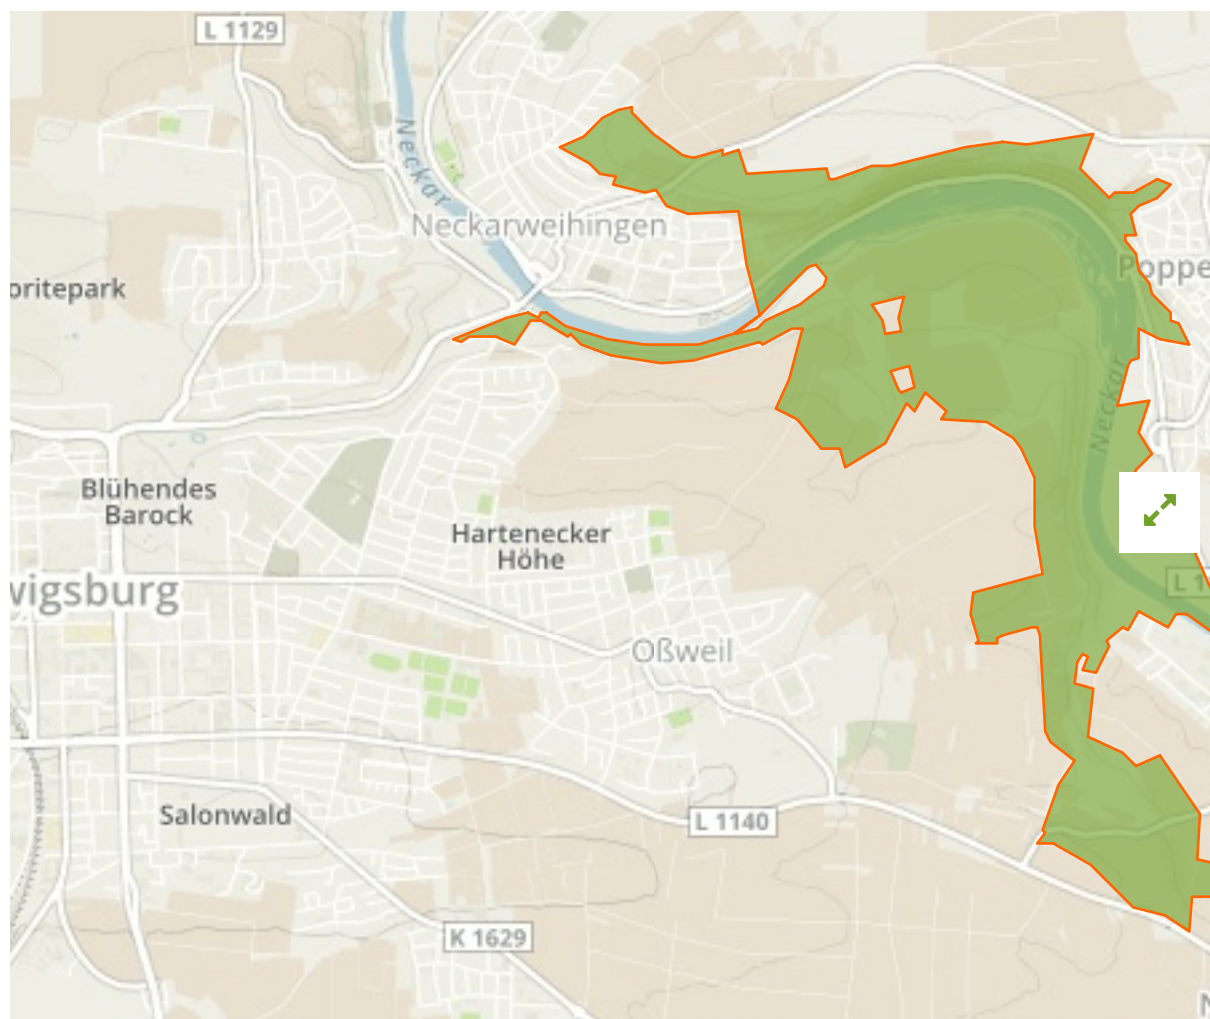 L 1129
Neckar
Neckarweihingen
oritepark
Poppe
Neckar
Blühendes
Barock
Hartenecker
Höhe
L 1
wigsburg
Oßweil
Salonwald
L 1140
K 1629
N